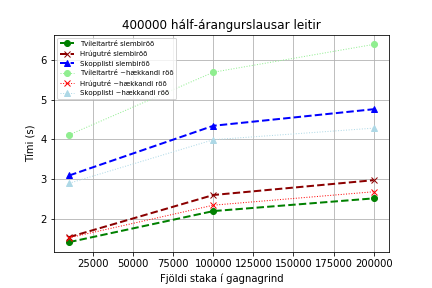 400000 hálf-árangurslausar leitir
Tvíleitartré slembiröð
Hrúgutré slembiröð
Skopplisti slembiröð
Tvíleitartré ~hækkandi röð
Hrúgutré ~hækkandi röð
Skopplisti ~hækkandi röð
Tími (s)
6
5
4
3
2
25000 50000 75000 100000 125000 150000 175000 200000
Fjöldi staka í gagnagrind